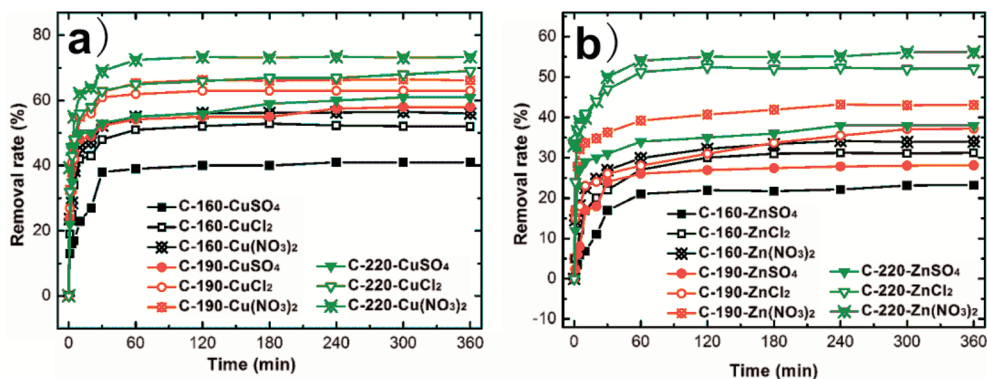 a)
Removal rate (%)
80
60
40
20
0
C-160-CuSO4
C-160-CuCl2
C-160-Cu(NO3)2
C-190-CuSO4
C-190-CuCl2
C-190-Cu(NO3)2
C-220-CuSO4
C-220-CuCl2
C-220-Cu(NO3)2
0 60 120 180 240 300 360
Time (min)
b)
Removal rate (%)
60
50
40
30
20
10
0
-10
C-160-ZnSO4
C-160-ZnCl2
C-160-Zn(NO3)2
C-190-ZnSO4
C-190-ZnCl2
C-190-Zn(NO3)2
C-220-ZnSO4
C-220-ZnCl2
C-220-Zn(NO3)2
0 60 120 180 240 300 360
Time (min)